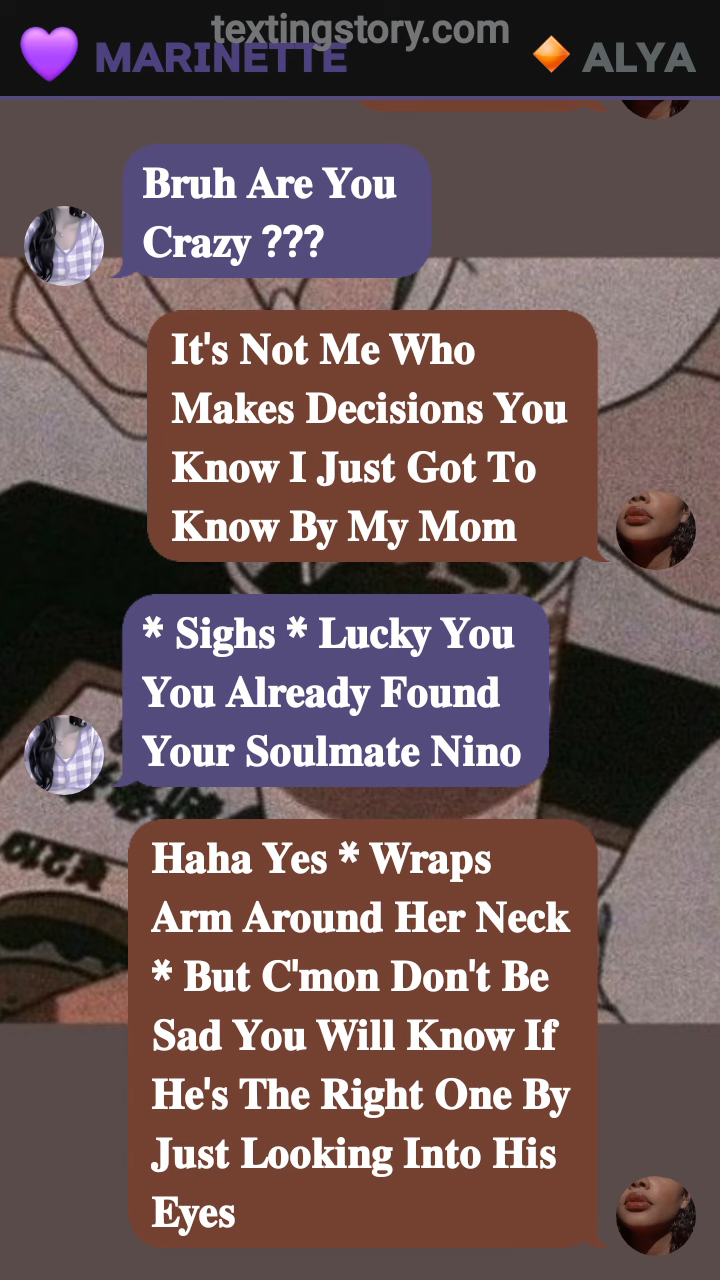 textingstory.com
MARINETTE
ALYA
Bruh Are You
Crazy ???
It's Not Me Who
Makes Decisions You
Know I Just Got To
Know By My Mom
* Sighs * Lucky You
You Already Found
Your Soulmate Nino
Haha Yes * Wraps
Arm Around Her Neck
* But C'mon Don't Be
Sad You Will Know If
He's The Right One By
Just Looking Into His
Eyes